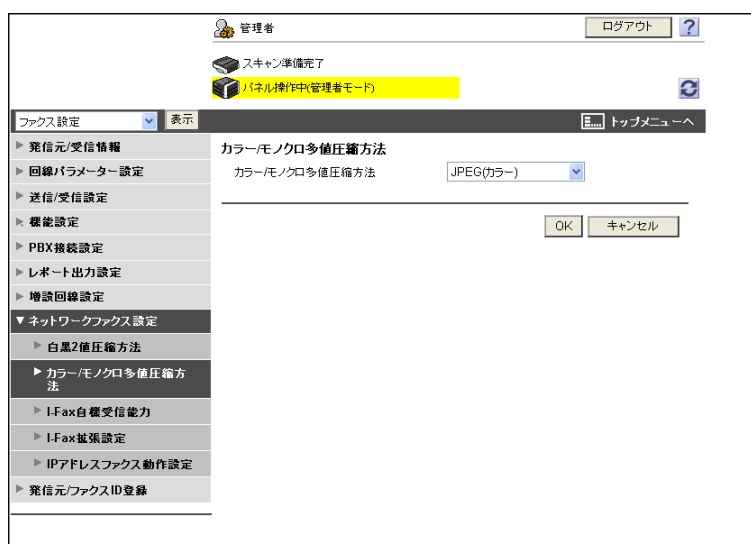 管理者
ログアウト
?
スキャン準備完了
パネル操作中(管理者モード)
ファクス設定
表示
トップメニューへ
発信元/受信情報
回線パラメーター設定
送信/受信設定
機能設定
PBX接続設定
レポート出力設定
増設回線設定
ネットワークファクス設定
白黒2値圧縮方法
カラー/モノクロ多値圧縮方
法
I-Fax自機受信能力
I-Fax拡張設定
IPアドレスファクス動作設定
発信元/ファクスID登録
カラー/モノクロ多値圧縮方法
カラー/モノクロ多値圧縮方法
JPEG(カラー)
OK
キャンセル